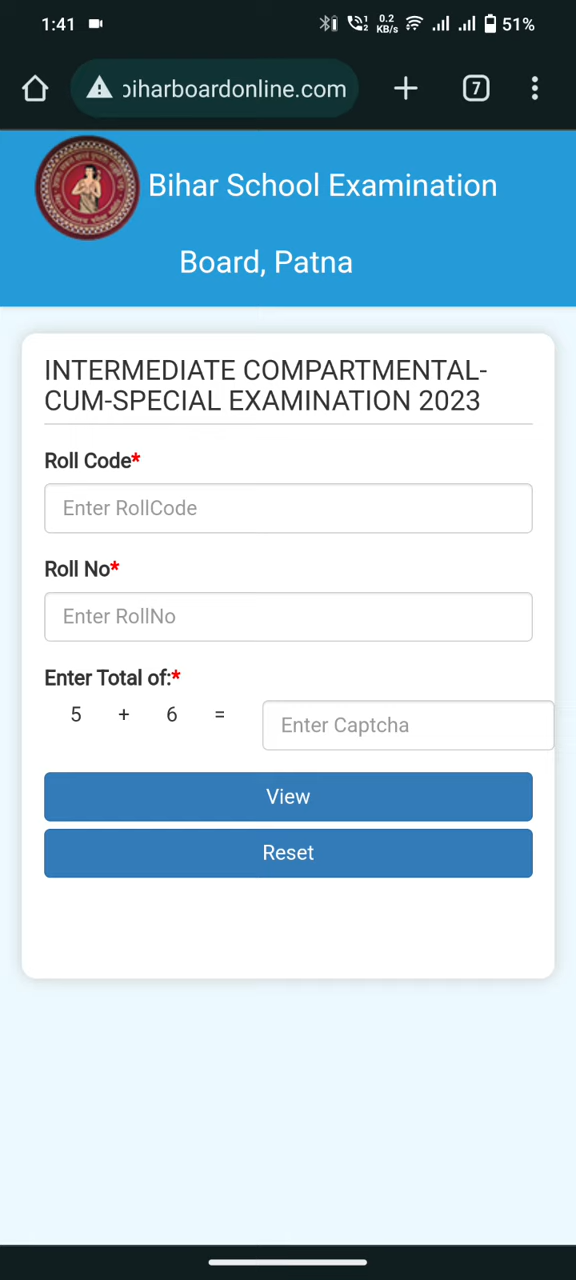 1:41 0.2 KB/s 51%
biharboardonline.com 7
Bihar School Examination
Board, Patna
INTERMEDIATE COMPARTMENTAL-
CUM-SPECIAL EXAMINATION 2023
Roll Code*
Enter RollCode
Roll No*
Enter RollNo
Enter Total of:*
5 + 6 = Enter Captcha
View
Reset